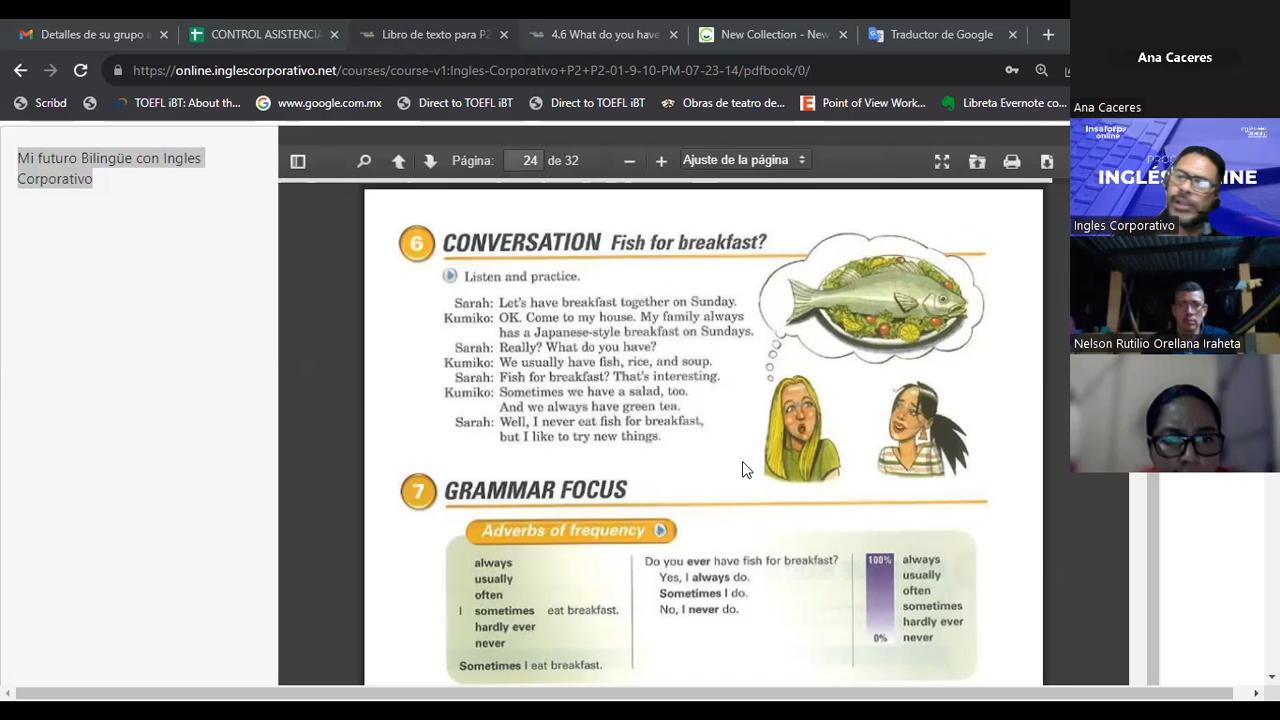 Detalles de su grupo a
CONTROL ASISTENCIA
Libro de texto para P2
4.6 What do you have
New Collection - New
Traductor de Google
https://online.inglescorporativo.net/courses/course-v1:Ingles-Corporativo+P2+P2-01-9-10-PM-07-23-14/pdfbook/0/
Scribd
TOEFL iBT: About th...
www.google.com.mx
Direct to TOEFL iBT
Direct to TOEFL iBT
Obras de teatro de...
Point of View Work...
Libreta Evernote co...
Mi futuro Bilingüe con Ingles
Corporativo
Página:
24
de 32
Ajuste de la página
6 CONVERSATION Fish for breakfast?
Listen and practice.
Sarah: Let's have breakfast together on Sunday.
Kumiko: OK. Come to my house. My family always
has a Japanese-style breakfast on Sundays.
Sarah: Really? What do you have?
Kumiko: We usually have fish, rice, and soup.
Sarah: Fish for breakfast? That's interesting.
Kumiko: Sometimes we have a salad, too.
And we always have green tea.
Sarah: Well, I never eat fish for breakfast,
but I like to try new things.
7 GRAMMAR FOCUS
Adverbs of frequency
always
usually
often
I sometimes eat breakfast.
hardly ever
never
Sometimes I eat breakfast.
Do you ever have fish for breakfast?
Yes, I always do.
Sometimes I do.
No, I never do.
100% always
usually
often
sometimes
hardly ever
0% never
Ana Caceres
Ana Caceres
Insaforp
online
INGLÉS
NE
Ingles Corporativo
Nelson Rutilio Orellana Iraheta